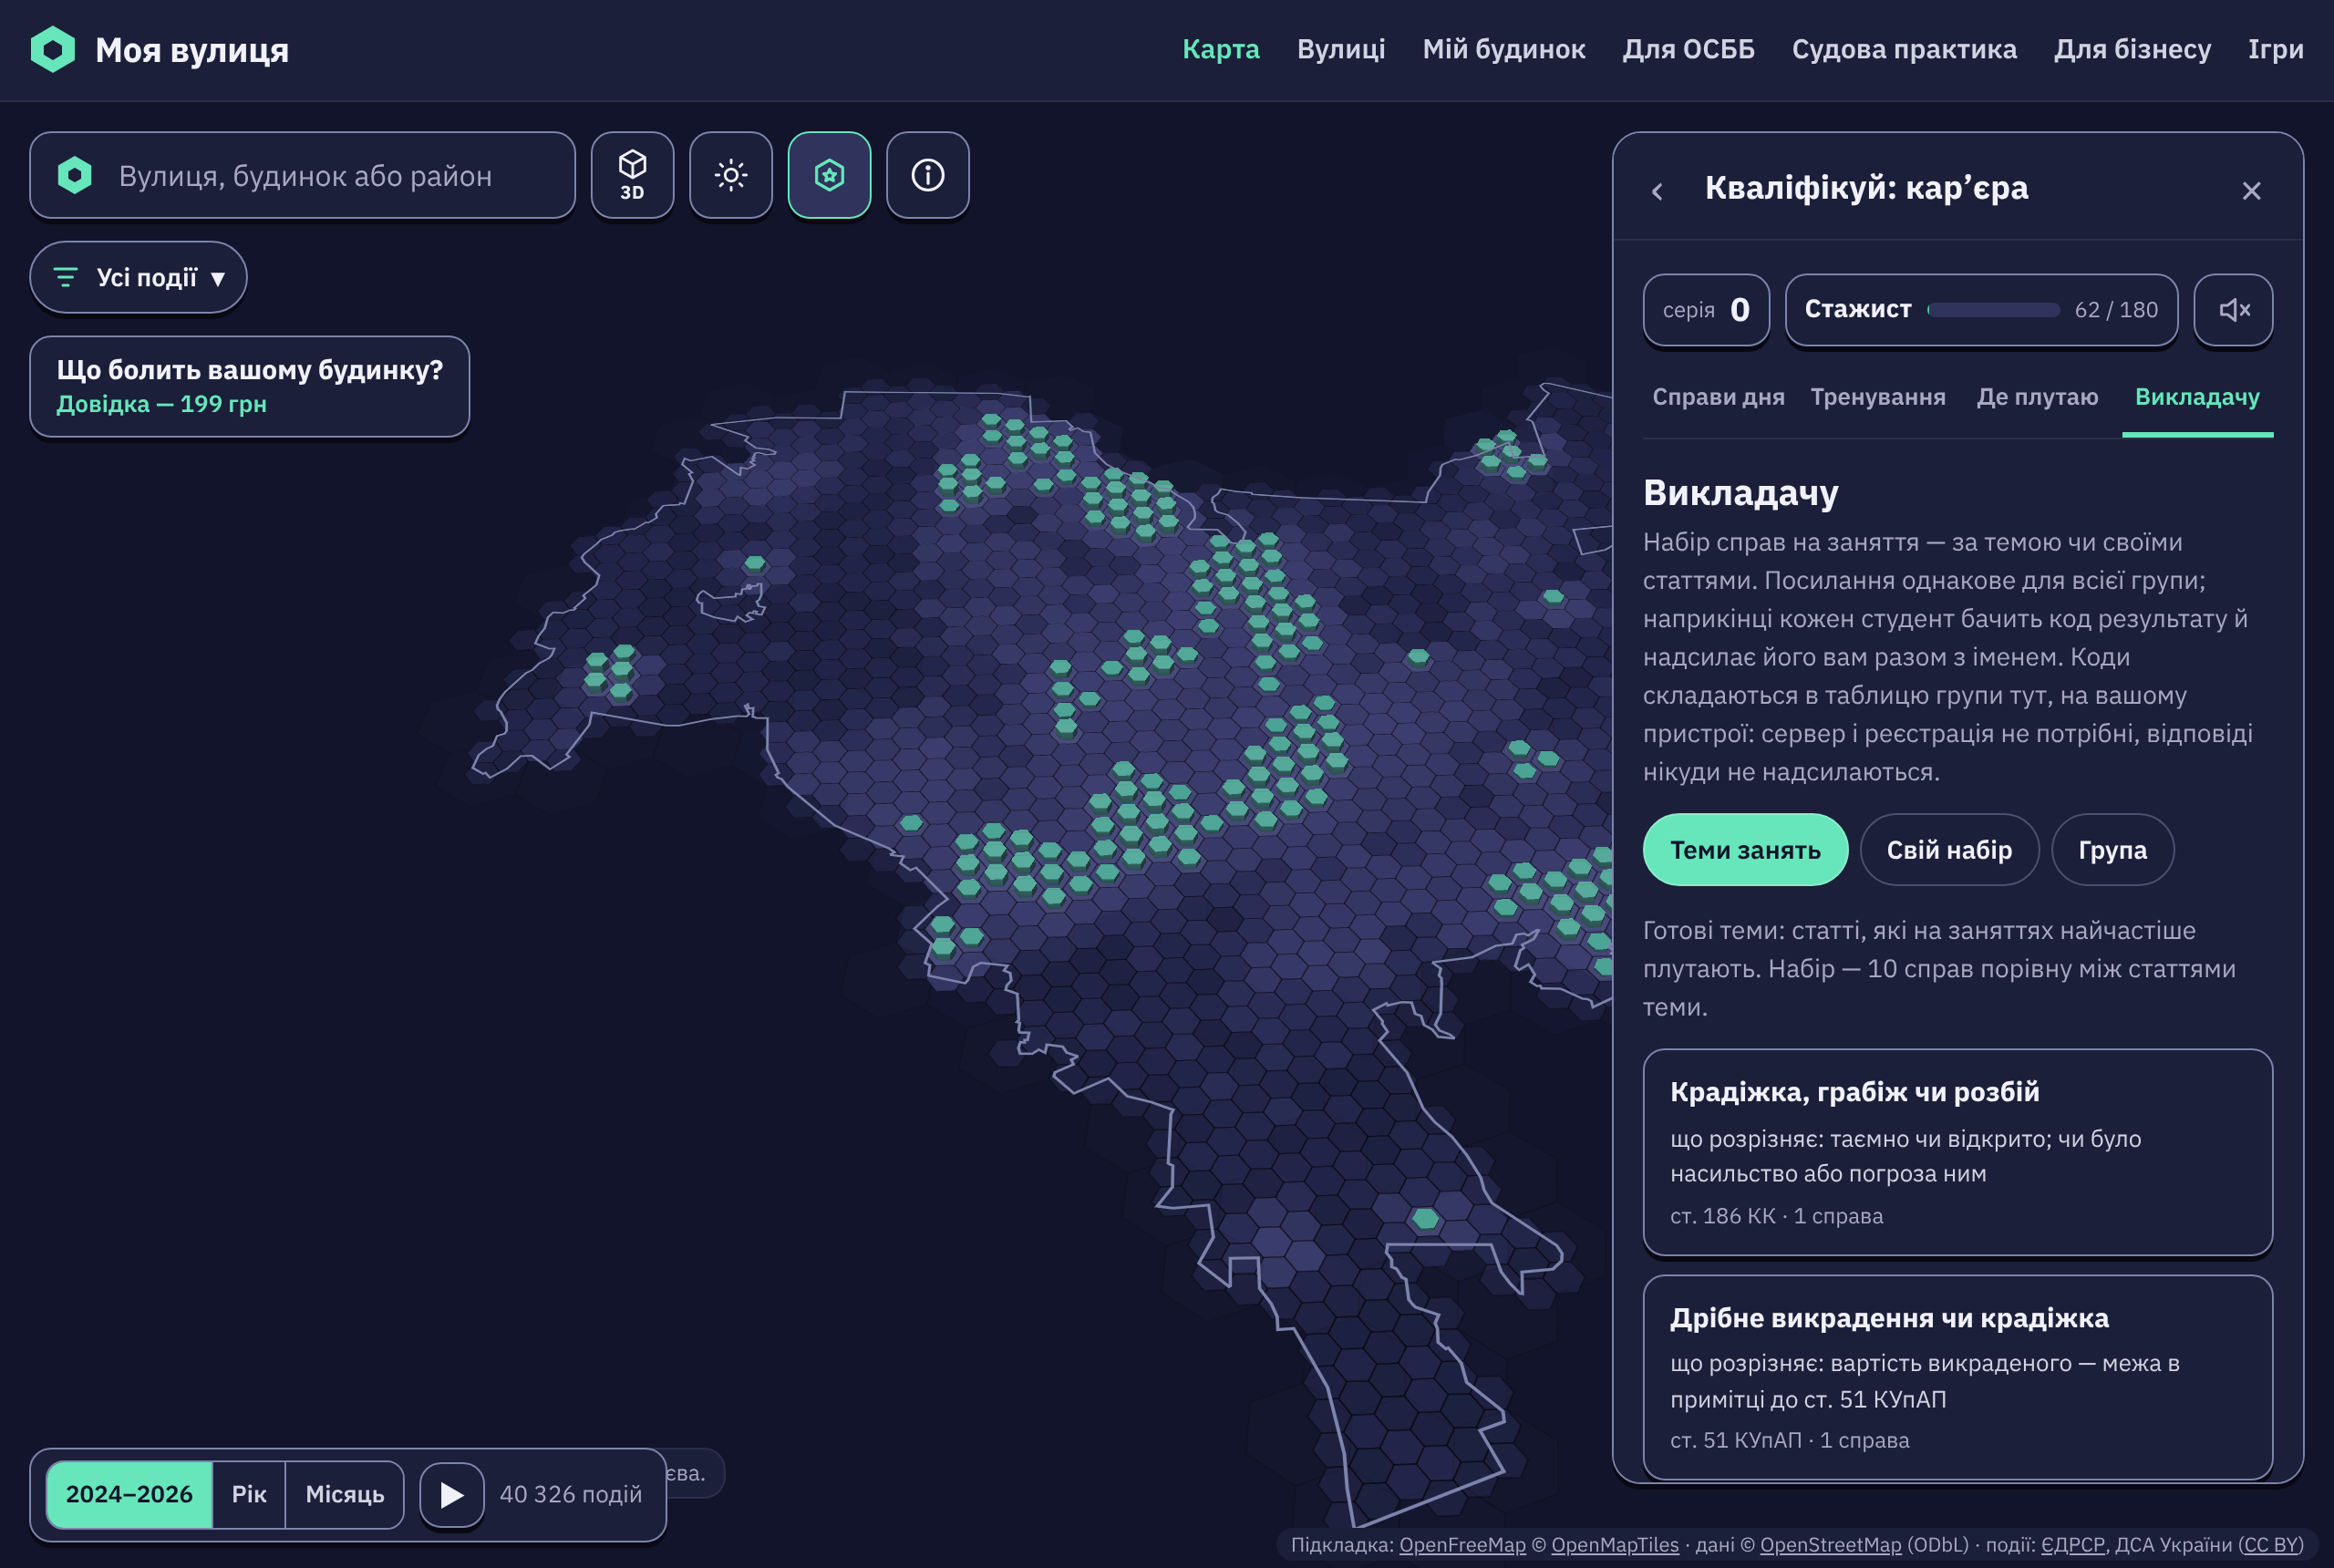 Моя вулиця
Карта Вулиці Мій будинок Для ОСББ Судова практика Для бізнесу Ігри
Вулиця, будинок або район
3D
Усі події ▼
Що болить вашому будинку?
Довідка — 199 грн
Кваліфікуй: кар’єра
серія 0
Стажист 62 / 180
Справи дня Тренування Де плутаю Викладачу
Викладачу
Набір справ на заняття — за темою чи своїми
статтями. Посилання однакове для всієї групи;
наприкінці кожен студент бачить код результату й
надсилає його вам разом з іменем. Коди
складаються в таблицю групи тут, на вашому
пристрої: сервер і реєстрація не потрібні, відповіді
нікуди не надсилаються.
Теми занять Свій набір Група
Готові теми: статті, які на заняттях найчастіше
плутають. Набір — 10 справ порівну між статтями
теми.
Крадіжка, грабіж чи розбій
що розрізняє: таємно чи відкрито; чи було
насильство або погроза ним
ст. 186 КК · 1 справа
Дрібне викрадення чи крадіжка
що розрізняє: вартість викраденого — межа в
примітці до ст. 51 КУпАП
ст. 51 КУпАП · 1 справа
2024–2026 Рік Місяць 40 326 подій
єва.
Підкладка: OpenFreeMap © OpenMapTiles · дані © OpenStreetMap (ODbL) · події: ЄДРСР, ДСА України (CC BY)